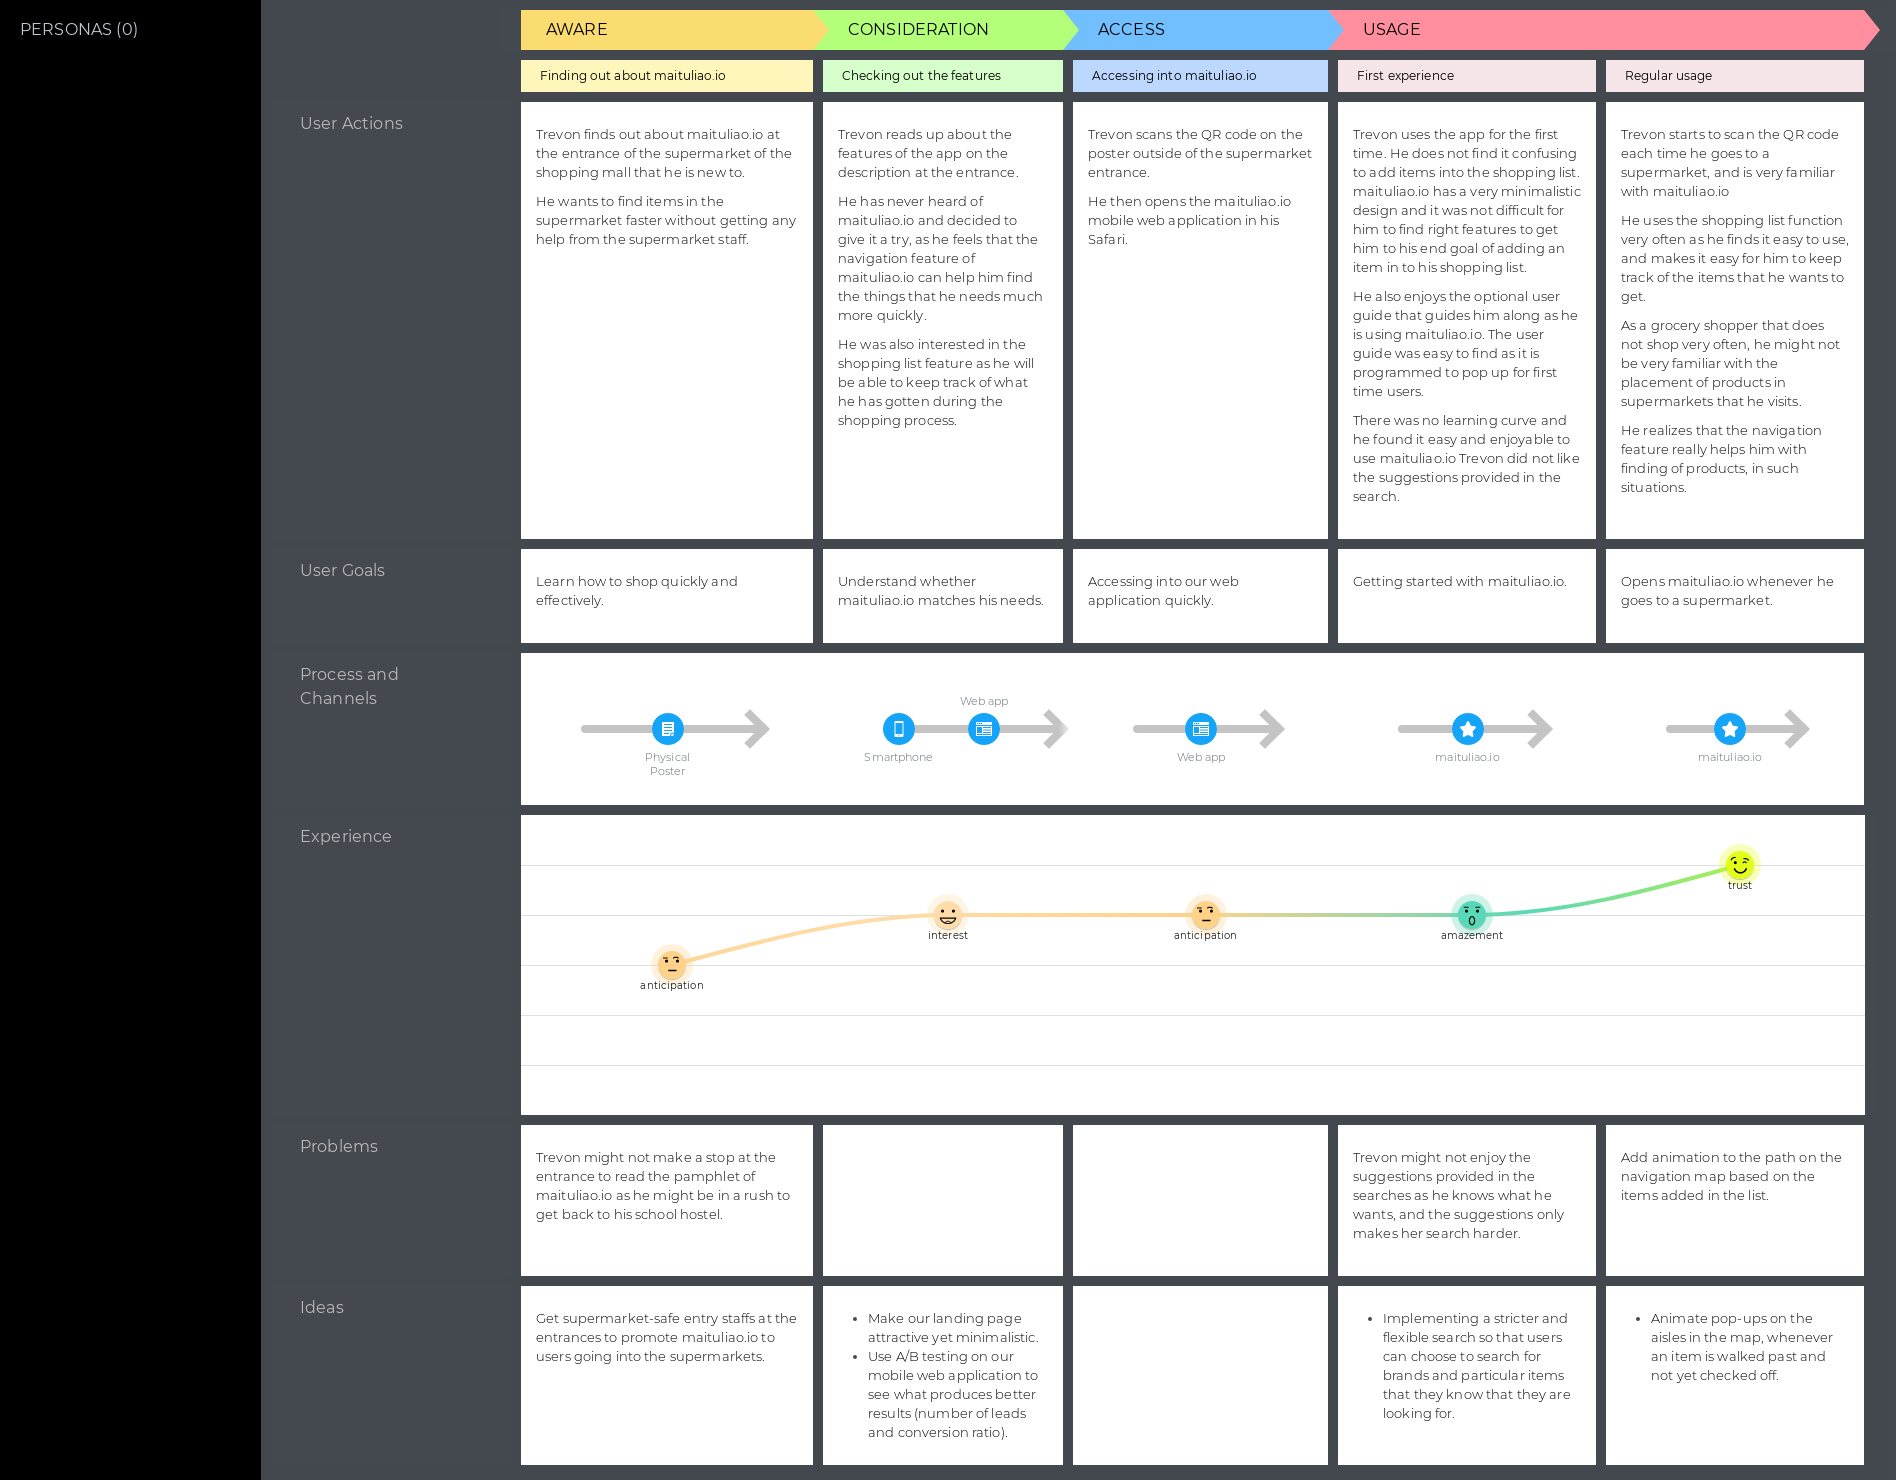 PERSONAS (0)
AWARE
CONSIDERATION
ACCESS
USAGE
Finding out about maituliao.io
Checking out the features
Accessing into maituliao.io
First experience
Regular usage
User Actions
Trevon finds out about maituliao.io at
the entrance of the supermarket of the
shopping mall that he is new to.
He wants to find items in the
supermarket faster without getting any
help from the supermarket staff.
Trevon reads up about the
features of the app on the
description at the entrance.
He has never heard of
maituliao.io and decided to
give it a try, as he feels that the
navigation feature of
maituliao.io can help him find
the things that he needs much
more quickly.
He was also interested in the
shopping list feature as he will
be able to keep track of what
he has gotten during the
shopping process.
Trevon scans the QR code on the
poster outside of the supermarket
entrance.
He then opens the maituliao.io
mobile web application in his
Safari.
Trevon uses the app for the first
time. He does not find it confusing
to add items into the shopping list.
maituliao.io has a very minimalistic
design and it was not difficult for
him to find right features to get
him to his end goal of adding an
item in to his shopping list.
He also enjoys the optional user
guide that guides him along as he
is using maituliao.io. The user
guide was easy to find as it is
programmed to pop up for first
time users.
There was no learning curve and
he found it easy and enjoyable to
use maituliao.io Trevon did not like
the suggestions provided in the
search.
Trevon starts to scan the QR code
each time he goes to a
supermarket, and is very familiar
with maituliao.io
He uses the shopping list function
very often as he finds it easy to use,
and makes it easy for him to keep
track of the items that he wants to
get.
As a grocery shopper that does
not shop very often, he might not
be very familiar with the
placement of products in
supermarkets that he visits.
He realizes that the navigation
feature really helps him with
finding of products, in such
situations.
User Goals
Learn how to shop quickly and
effectively.
Understand whether
maituliao.io matches his needs.
Accessing into our web
application quickly.
Getting started with maituliao.io.
Opens maituliao.io whenever he
goes to a supermarket.
Process and
Channels
Physical
Poster
Smartphone
Web app
Web app
maituliao.io
maituliao.io
Experience
anticipation
interest
anticipation
amazement
trust
Problems
Trevon might not make a stop at the
entrance to read the pamphlet of
maituliao.io as he might be in a rush to
get back to his school hostel.
Trevon might not enjoy the
suggestions provided in the
searches as he knows what he
wants, and the suggestions only
makes her search harder.
Add animation to the path on the
navigation map based on the
items added in the list.
Ideas
Get supermarket-safe entry staffs at the
entrances to promote maituliao.io to
users going into the supermarkets.
• Make our landing page
attractive yet minimalistic.
• Use A/B testing on our
mobile web application to
see what produces better
results (number of leads
and conversion ratio).
• Implementing a stricter and
flexible search so that users
can choose to search for
brands and particular items
that they know that they are
looking for.
• Animate pop-ups on the
aisles in the map, whenever
an item is walked past and
not yet checked off.